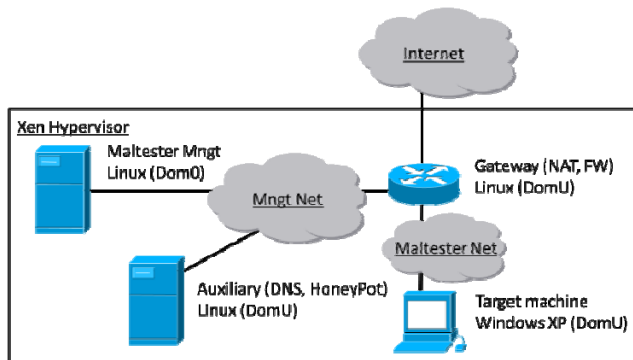 Internet
Xen Hypervisor
Maltester Mngt
Linux (Dom0)
Mngt Net
Gateway (NAT, FW)
Linux (DomU)
Maltester Net
Auxiliary (DNS, HoneyPot)
Linux (DomU)
Target machine
Windows XP (DomU)